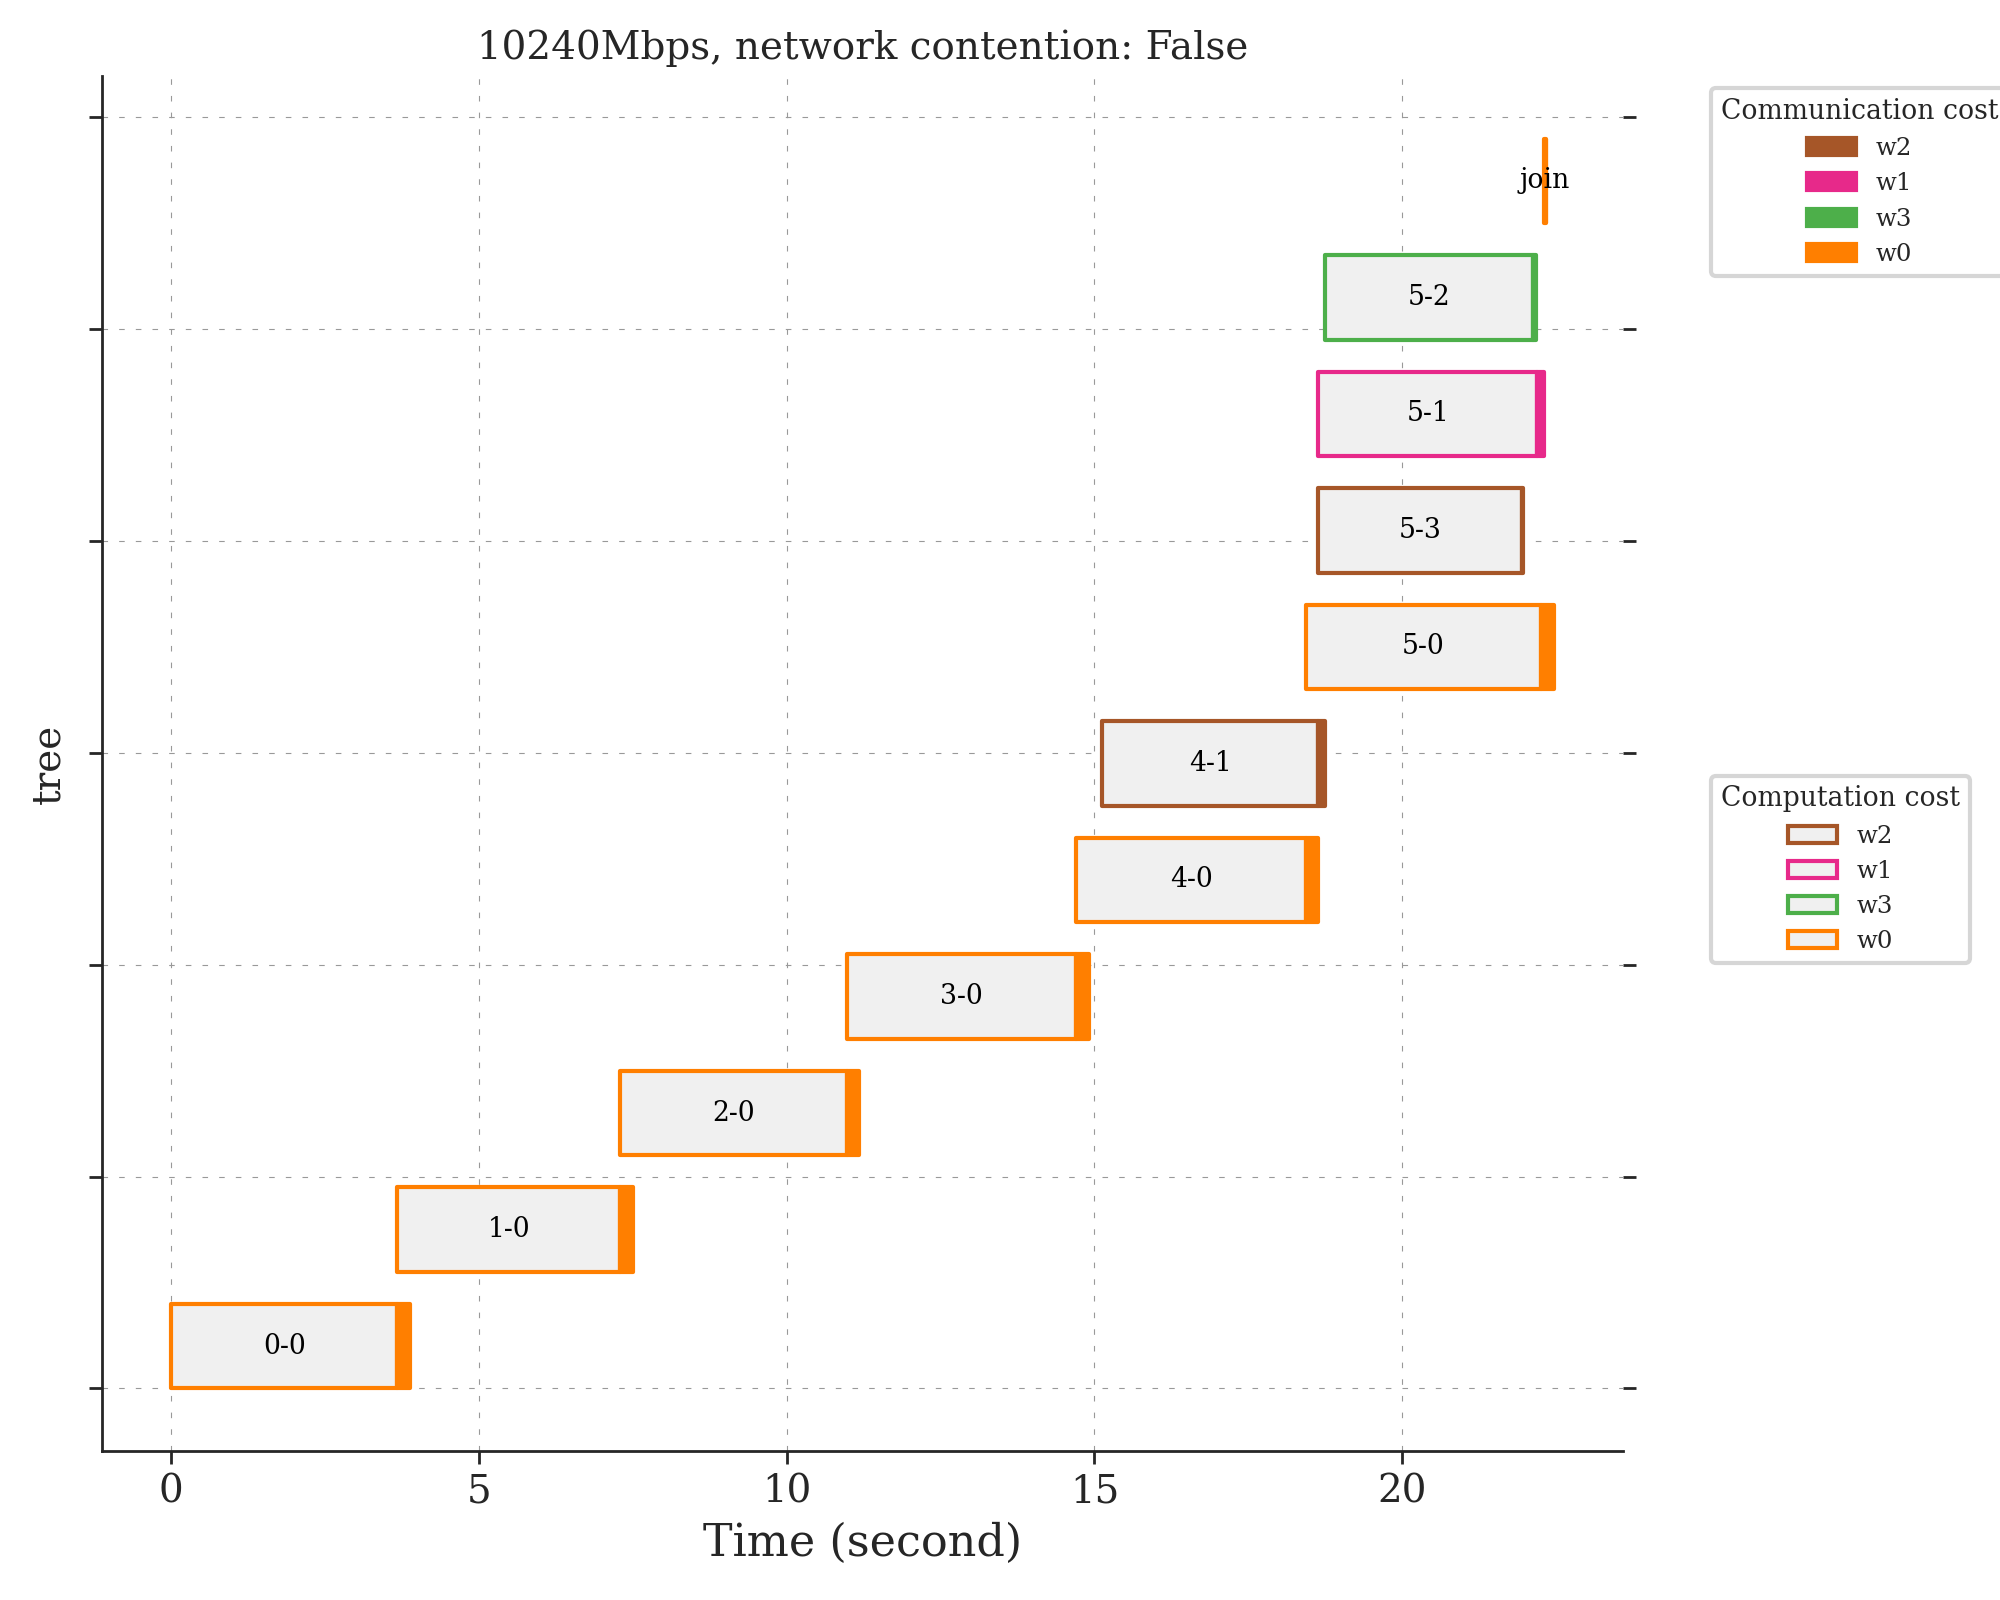 10240Mbps, network contention: False
Communication cost
w2
w1
w3
w0
join
5-2
5-1
5-3
5-0
4-1
4-0
3-0
2-0
1-0
0-0
tree
Computation cost
w2
w1
w3
w0
0 5 10 15 20
Time (second)